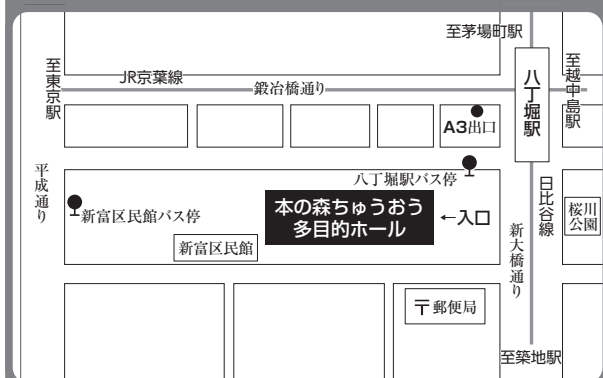 至茅場町駅
至東京駅
JR京葉線
鍛冶橋通り
八丁堀駅
至越中島駅
A3出口
平成通り
八丁堀駅バス停
新富区民館バス停
本の森ちゅうおう
多目的ホール
←入口
新富区民館
新大橋通り
日比谷線
桜川
公園
〒郵便局
至築地駅